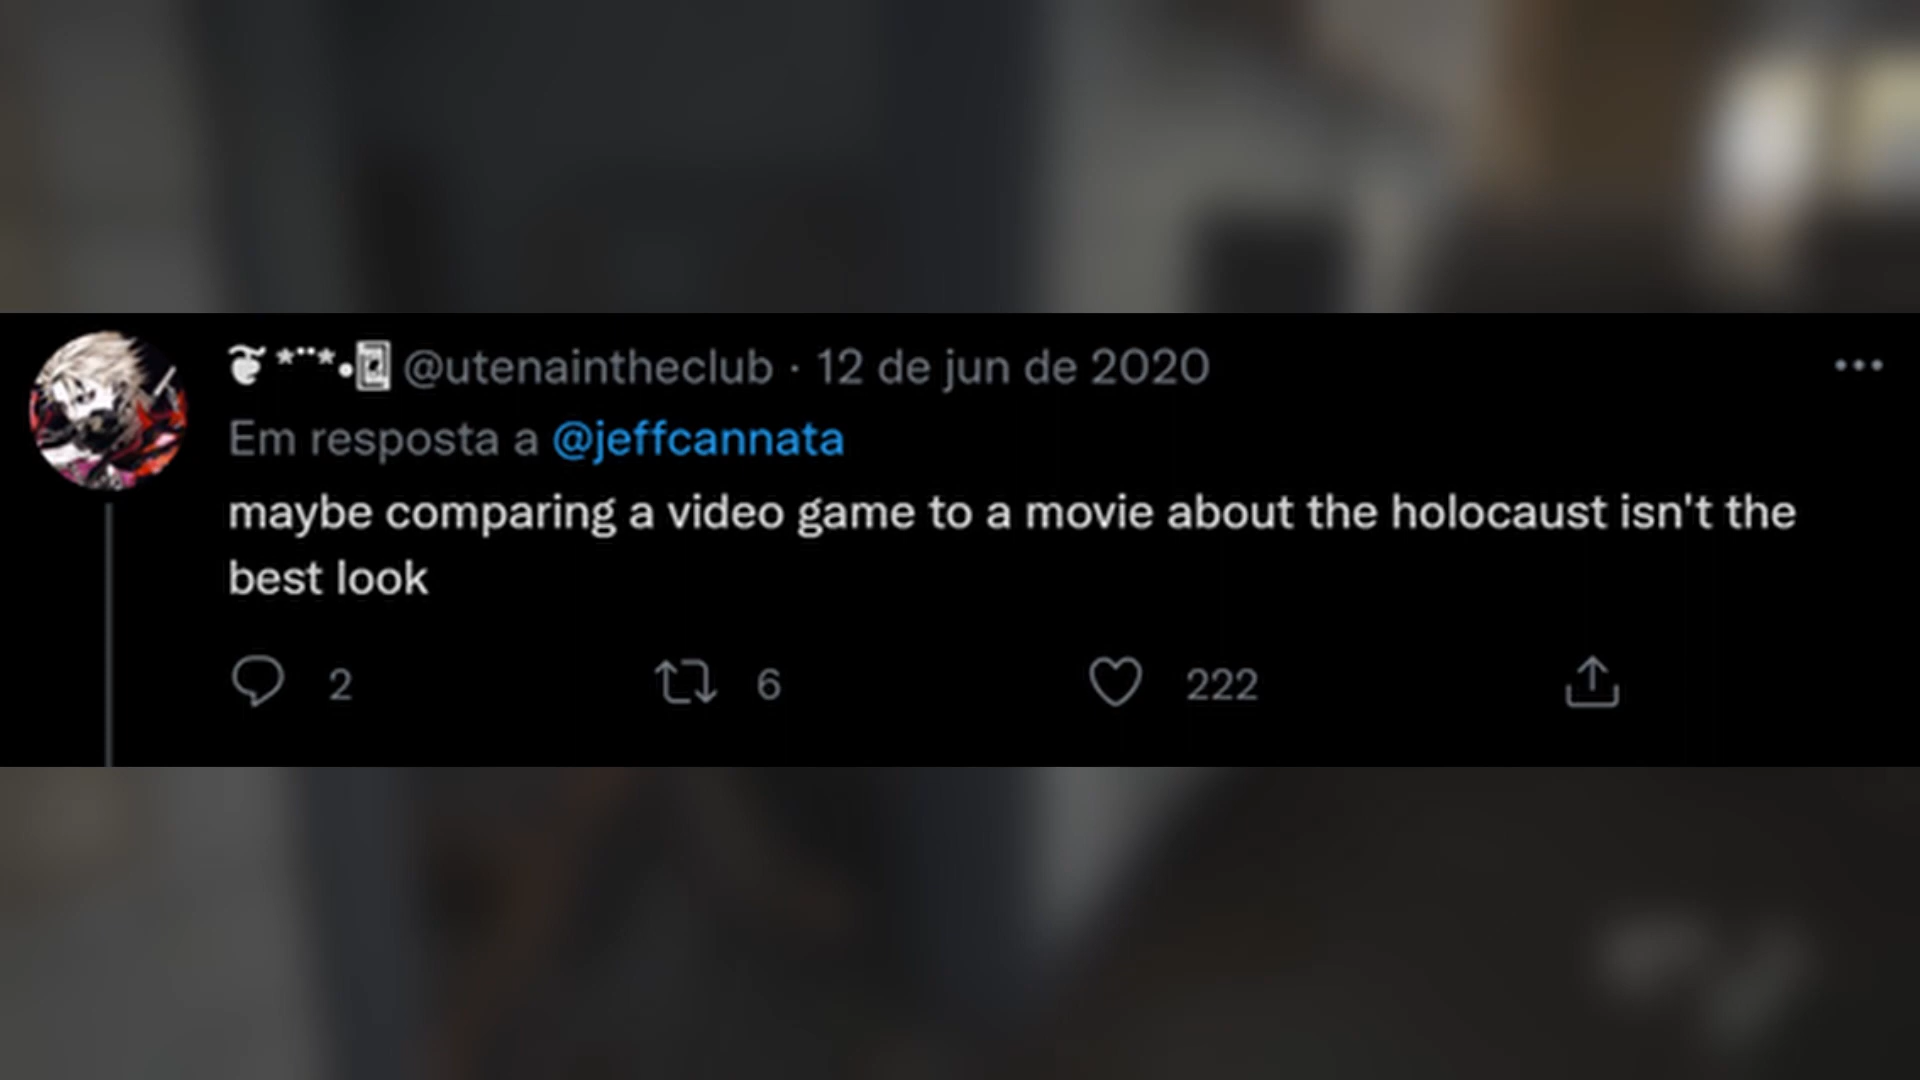 ❦ *¨*•🃏 @utenaintheclub · 12 de jun de 2020
Em resposta a @jeffcannata
maybe comparing a video game to a movie about the holocaust isn't the
best look
2 6 222